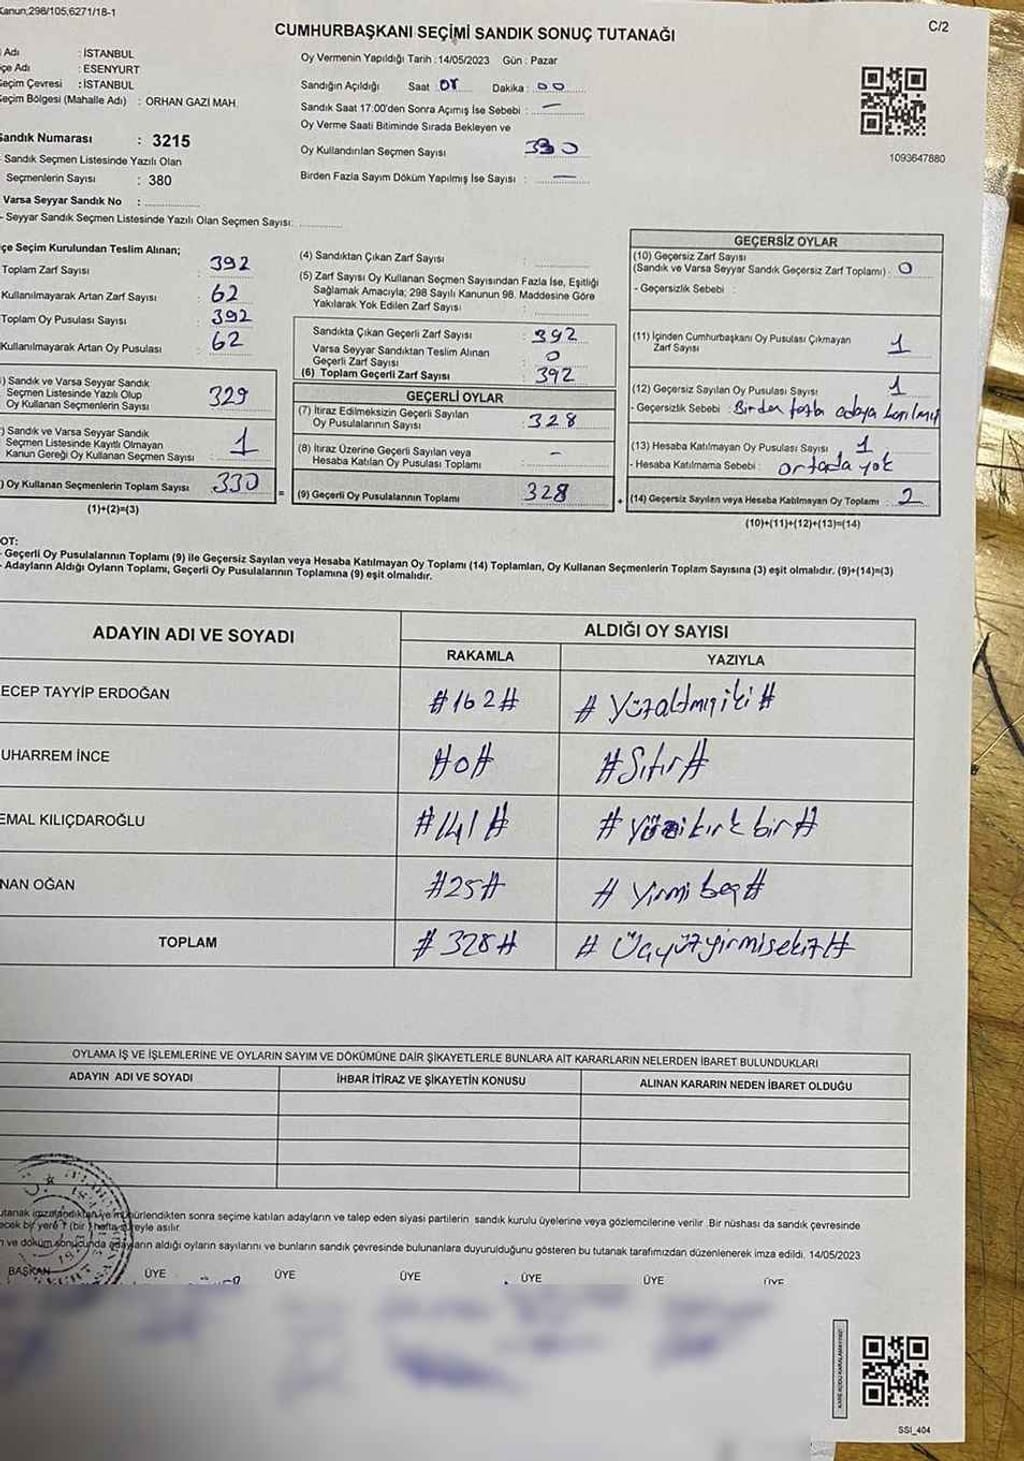 Kanun;298/105,6271/18-1
C/2
CUMHURBAŞKANI SEÇİMİ SANDIK SONUÇ TUTANAĞI
Adı : İSTANBUL
çe Adı : ESENYURT
Seçim Çevresi : İSTANBUL
Seçim Bölgesi (Mahalle Adı) : ORHAN GAZİ MAH.
Sandık Numarası : 3215
- Sandık Seçmen Listesinde Yazılı Olan
Seçmenlerin Sayısı : 380
Varsa Seyyar Sandık No :
- Seyyar Sandık Seçmen Listesinde Yazılı Olan Seçmen Sayısı:
Oy Vermenin Yapıldığı Tarih : 14/05/2023 Gün : Pazar
Sandığın Açıldığı Saat : Dakika : 00
Sandık Saat 17:00'den Sonra Açımış İse Sebebi : —
Oy Verme Saati Bitiminde Sırada Bekleyen ve
Oy Kullandırılan Seçmen Sayısı 330
Birden Fazla Sayım Döküm Yapılmış İse Sayısı : —
1093647880
çe Seçim Kurulundan Teslim Alınan;
Toplam Zarf Sayısı : 392
Kullanılmayarak Artan Zarf Sayısı : 62
Toplam Oy Pusulası Sayısı : 392
Kullanılmayarak Artan Oy Pusulası : 62
) Sandık ve Varsa Seyyar Sandık
Seçmen Listesinde Yazılı Olup
Oy Kullanan Seçmenlerin Sayısı : 329
) Sandık ve Varsa Seyyar Sandık
Seçmen Listesinde Kayıtlı Olmayan
Kanun Gereği Oy Kullanan Seçmen Sayısı : 1
) Oy Kullanan Seçmenlerin Toplam Sayısı : 330
(1)+(2)=(3)
=
(4) Sandıktan Çıkan Zarf Sayısı :
(5) Zarf Sayısı Oy Kullanan Seçmen Sayısından Fazla İse, Eşitliği
Sağlamak Amacıyla; 298 Sayılı Kanunun 98. Maddesine Göre
Yakılarak Yok Edilen Zarf Sayısı :
Sandıkta Çıkan Geçerli Zarf Sayısı : 392
Varsa Seyyar Sandıktan Teslim Alınan
Geçerli Zarf Sayısı : 0
(6) Toplam Geçerli Zarf Sayısı : 392
GEÇERLİ OYLAR
(7) İtiraz Edilmeksizin Geçerli Sayılan
Oy Pusulasının Sayısı : 328
(8) İtiraz Üzerine Geçerli Sayılan veya
Hesaba Katılan Oy Pusulası Toplamı : -
(9) Geçerli Oy Pusulalarının Toplamı : 328
+
GEÇERSİZ OYLAR
(10) Geçersiz Zarf Sayısı
(Sandık ve Varsa Seyyar Sandık Geçersiz Zarf Toplamı) : 0
- Geçersizlik Sebebi :
(11) İçinden Cumhurbaşkanı Oy Pusulası Çıkmayan
Zarf Sayısı : 1
(12) Geçersiz Sayılan Oy Pusulası Sayısı : 1
- Geçersizlik Sebebi : Birden fazla adaya
(13) Hesaba Katılmayan Oy Pusulası Sayısı : 1
- Hesaba Katılmama Sebebi : ortada yok
(14) Geçersiz Sayılan veya Hesaba Katılmayan Oy Toplamı : 2
(10)+(11)+(12)+(13)=(14)
OT:
- Geçerli Oy Pusulalarının Toplamı (9) ile Geçersiz Sayılan veya Hesaba Katılmayan Oy Toplamı (14) Toplamları, Oy Kullanan Seçmenlerin Toplam Sayısına (3) eşit olmalıdır. (9)+(14)=(3)
- Adayların Aldığı Oyların Toplamı, Geçerli Oy Pusulalarının Toplamına (9) eşit olmalıdır.
ADAYIN ADI VE SOYADI ALDIĞI OY SAYISI
RAKAMLA YAZIYLA
ECEP TAYYİP ERDOĞAN #162# # Yüzaltmışiki #
UHARREM İNCE #0# #Sıfır#
EMAL KILIÇDAROĞLU #141# # kırk bir#
NAN OĞAN #25# # Yirmi beş#
TOPLAM #328# # Üçyüzyirmisekiz#
OYLAMA İŞ VE İŞLEMLERİNE VE OYLARIN SAYIM VE DÖKÜMÜNE DAİR ŞİKAYETLERLE BUNLARA AİT KARARLARIN NELERDEN İBARET BULUNDUKLARI
ADAYIN ADI VE SOYADI İHBAR İTİRAZ VE ŞİKAYETİN KONUSU ALINAN KARARIN NEDEN İBARET OLDUĞU
utanak imzalandıktan ve mühürlendikten sonra seçime katılan adayların ve talep eden siyasi partilerin sandık kurulu üyelerine veya gözlemcilerine verilir. Bir nüshası da sandık çevresinde
ecek bir yere 7 (bir) hafta süreyle asılır.
ve döküm sonucunda adayların aldığı oyların sayılarını ve bunların sandık çevresinde bulunanlara duyurulduğunu gösteren bu tutanak tarafımızdan düzenlenerek imza edildi. 14/05/2023
BAŞKAN ÜYE ÜYE ÜYE ÜYE ÜYE ÜYE
SSI_404